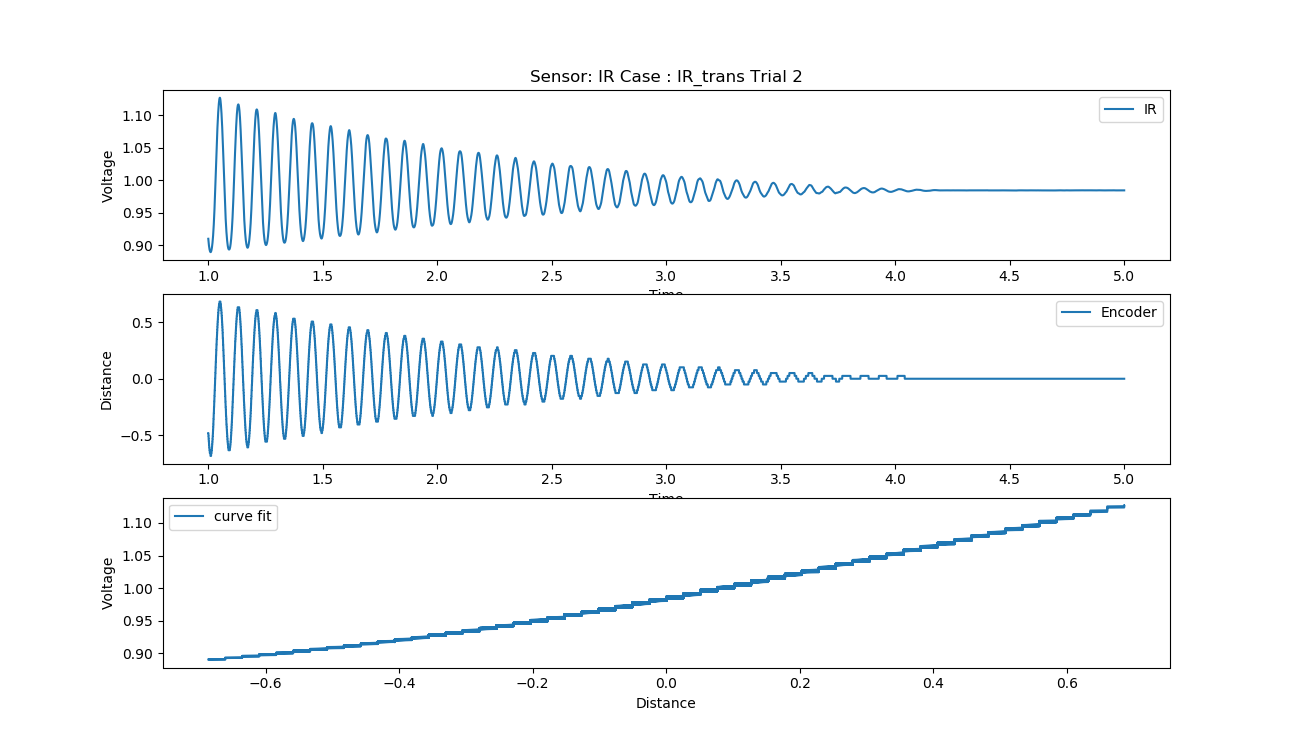 Sensor: IR Case : IR_trans Trial 2
IR
Voltage
1.10
1.05
1.00
0.95
0.90
1.0 1.5 2.0 2.5 3.0 3.5 4.0 4.5 5.0
Time
Encoder
Distance
0.5
0.0
−0.5
1.0 1.5 2.0 2.5 3.0 3.5 4.0 4.5 5.0
Time
curve fit
Voltage
1.10
1.05
1.00
0.95
0.90
−0.6 −0.4 −0.2 0.0 0.2 0.4 0.6
Distance